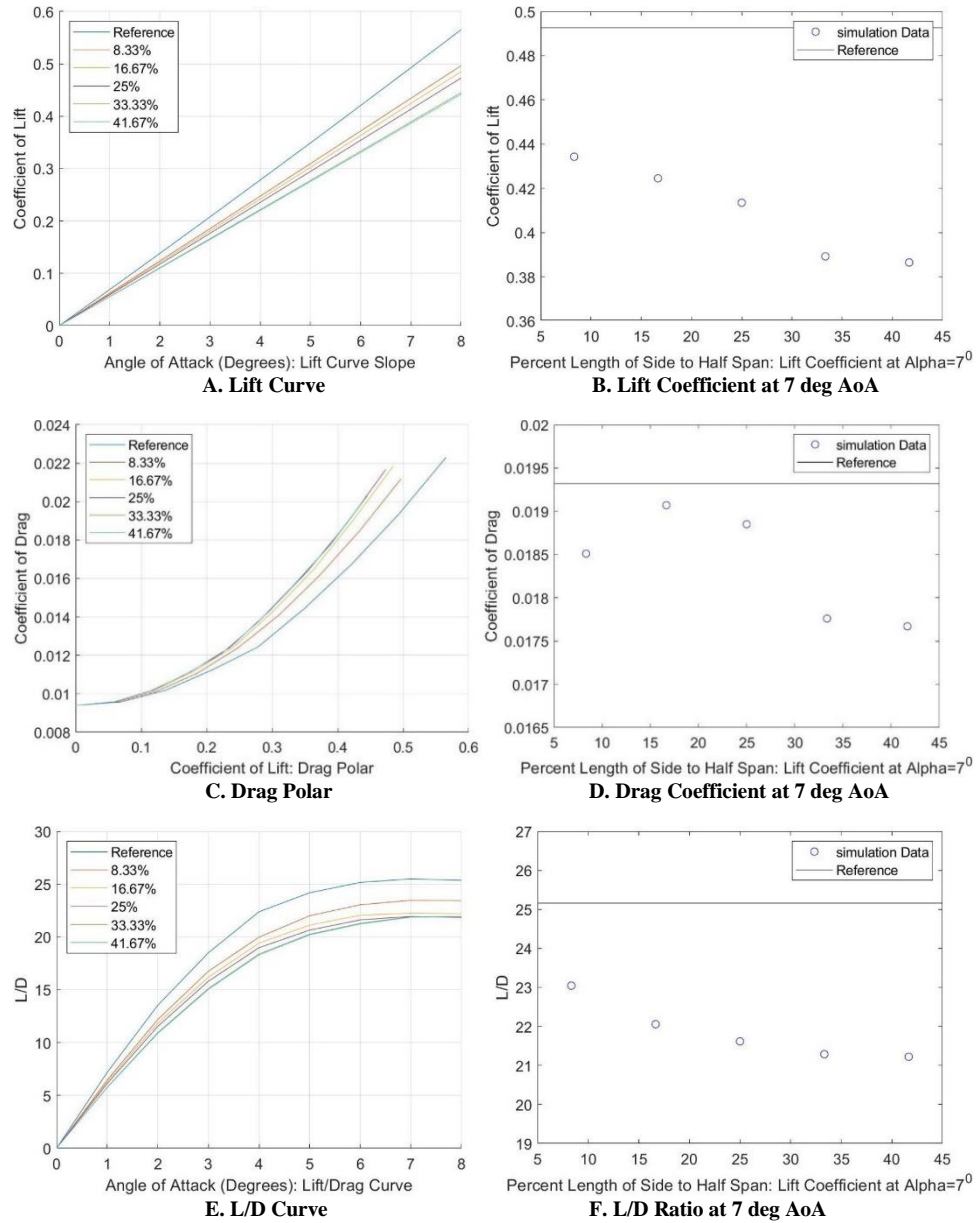 0.6
0.5
0.4
0.3
0.2
0.1
0
Coefficient of Lift
Reference
8.33%
16.67%
25%
33.33%
41.67%
0 1 2 3 4 5 6 7 8
Angle of Attack (Degrees): Lift Curve Slope
A. Lift Curve
0.5
0.48
0.46
0.44
0.42
0.4
0.38
0.36
Coefficient of Lift
simulation Data
Reference
5 10 15 20 25 30 35 40 45
Percent Length of Side to Half Span: Lift Coefficient at Alpha=7⁰
B. Lift Coefficient at 7 deg AoA
0.024
0.022
0.02
0.018
0.016
0.014
0.012
0.01
0.008
Coefficient of Drag
Reference
8.33%
16.67%
25%
33.33%
41.67%
0 0.1 0.2 0.3 0.4 0.5 0.6
Coefficient of Lift: Drag Polar
C. Drag Polar
0.02
0.0195
0.019
0.0185
0.018
0.0175
0.017
0.0165
Coefficient of Drag
simulation Data
Reference
5 10 15 20 25 30 35 40 45
Percent Length of Side to Half Span: Lift Coefficient at Alpha=7⁰
D. Drag Coefficient at 7 deg AoA
30
25
20
15
10
5
0
L/D
Reference
8.33%
16.67%
25%
33.33%
41.67%
0 1 2 3 4 5 6 7 8
Angle of Attack (Degrees): Lift/Drag Curve
E. L/D Curve
27
26
25
24
23
22
21
20
19
L/D
simulation Data
Reference
5 10 15 20 25 30 35 40 45
Percent Length of Side to Half Span: Lift Coefficient at Alpha=7⁰
F. L/D Ratio at 7 deg AoA